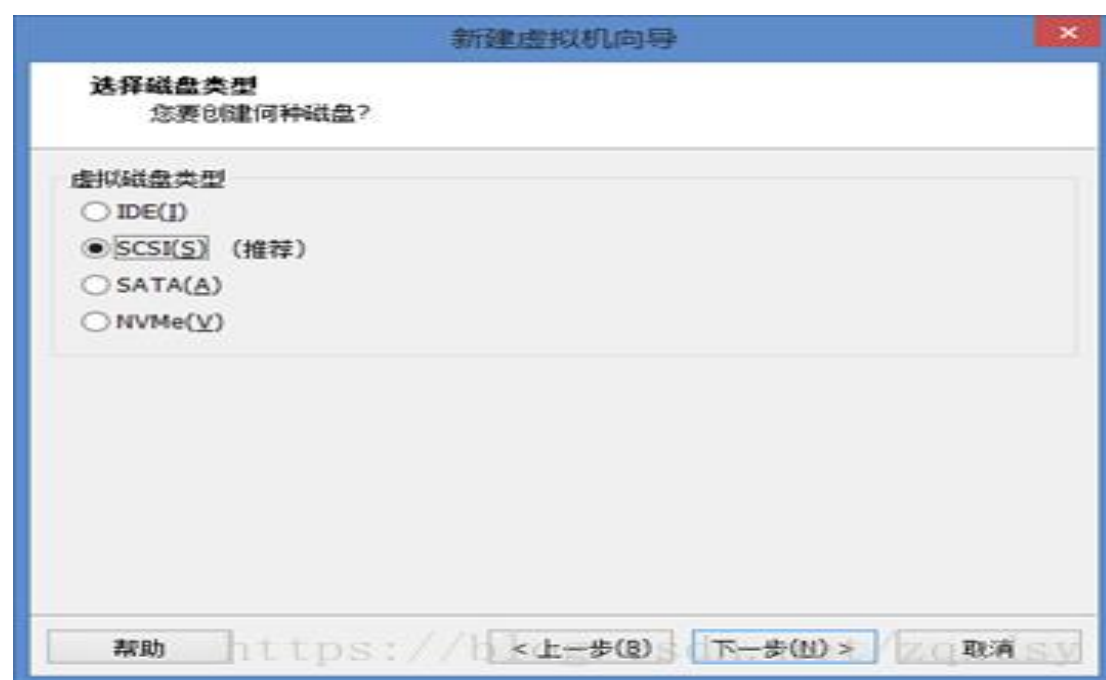 新建虚拟机向导
选择磁盘类型
您要创建何种磁盘?
虚拟磁盘类型
IDE(I)
SCSI(S) (推荐)
SATA(A)
NVMe(V)
帮助 <上一步(B) 下一步(N)> 取消